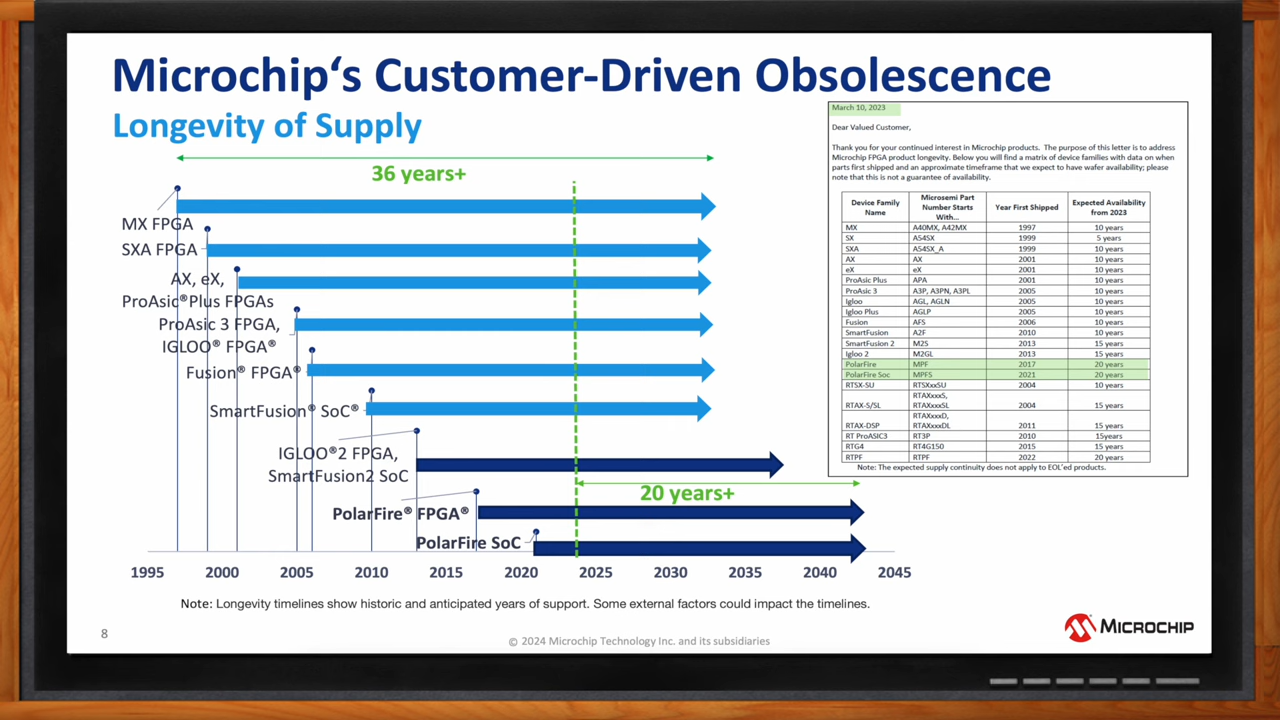 Microchip‘s Customer-Driven Obsolescence
Longevity of Supply
36 years+
MX FPGA
SXA FPGA
AX, eX,
ProAsic®Plus FPGAs
ProAsic 3 FPGA,
IGLOO® FPGA®
Fusion® FPGA®
SmartFusion® SoC®
IGLOO®2 FPGA,
SmartFusion2 SoC
20 years+
PolarFire® FPGA®
PolarFire SoC
1995 2000 2005 2010 2015 2020 2025 2030 2035 2040 2045
Note: Longevity timelines show historic and anticipated years of support. Some external factors could impact the timelines.
March 10, 2023
Dear Valued Customer,
Thank you for your continued interest in Microchip products. The purpose of this letter is to address
Microchip FPGA product longevity. Below you will find a matrix of device families with data on when
parts first shipped and an approximate timeframe that we expect to have wafer availability; please
note that this is not a guarantee of availability.
Device Family Name | Microsemi Part Number Starts With... | Year First Shipped | Expected Availability from 2023
MX | A40MX, A42MX | 1997 | 10 years
SX | A54SX | 1999 | 5 years
SXA | A54SX_A | 1999 | 10 years
AX | AX | 2001 | 10 years
eX | eX | 2001 | 10 years
ProAsic Plus | APA | 2001 | 10 years
ProAsic 3 | A3P, A3PN, A3PL | 2005 | 10 years
Igloo | AGL, AGLN | 2005 | 10 years
Igloo Plus | AGLP | 2005 | 10 years
Fusion | AFS | 2006 | 10 years
SmartFusion | A2F | 2010 | 10 years
SmartFusion 2 | M2S | 2013 | 15 years
Igloo 2 | M2GL | 2013 | 15 years
PolarFire | MPF | 2017 | 20 years
PolarFire Soc | MPFS | 2021 | 20 years
RTSX-SU | RTSXxxSU | 2004 | 10 years
RTAX-S/SL | RTAXxxxS, RTAXxxxSL | 2004 | 15 years
RTAX-DSP | RTAXxxxD, RTAXxxxDL | 2011 | 15 years
RT ProASIC3 | RT3P | 2010 | 15years
RTG4 | RT4G150 | 2015 | 15 years
RTPF | RTPF | 2022 | 20 years
Note: The expected supply continuity does not apply to EOL'ed products.
8
© 2024 Microchip Technology Inc. and its subsidiaries
MICROCHIP